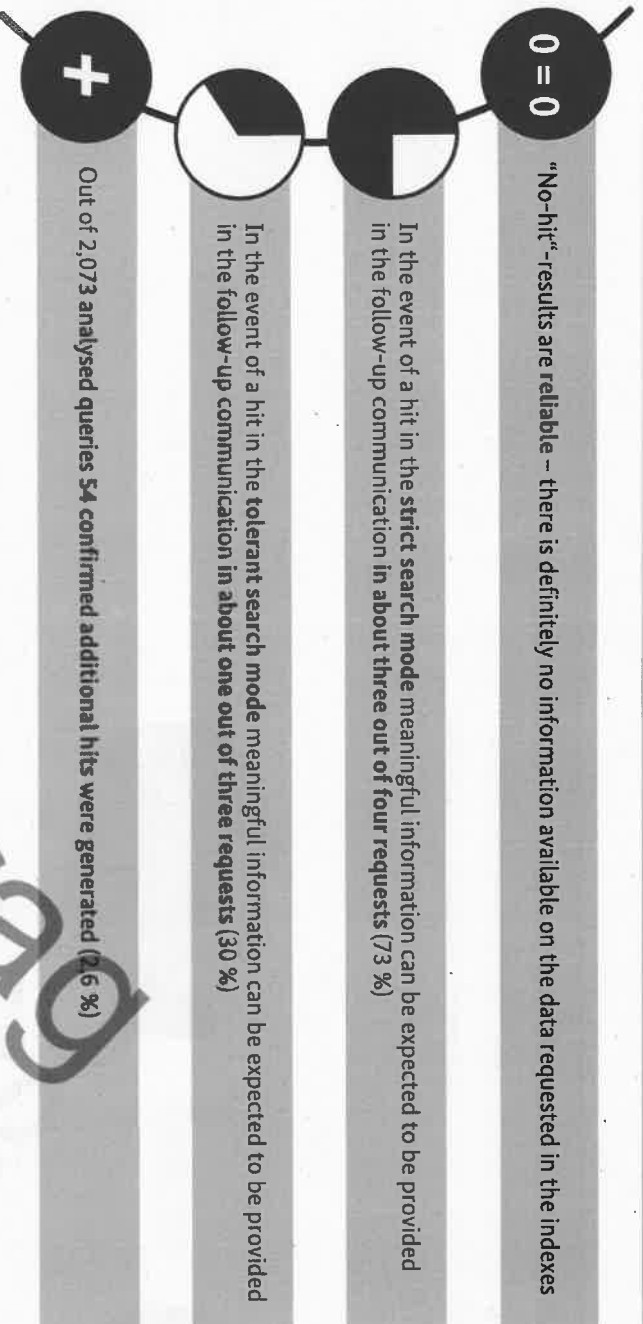 0 = 0
"No-hit“-results are reliable – there is definitely no information available on the data requested in the indexes
In the event of a hit in the strict search mode meaningful information can be expected to be provided
in the follow-up communication in about three out of four requests (73 %)
In the event of a hit in the tolerant search mode meaningful information can be expected to be provided
in the follow-up communication in about one out of three requests (30 %)
+
Out of 2,073 analysed queries 54 confirmed additional hits were generated (2.6 %)
ag